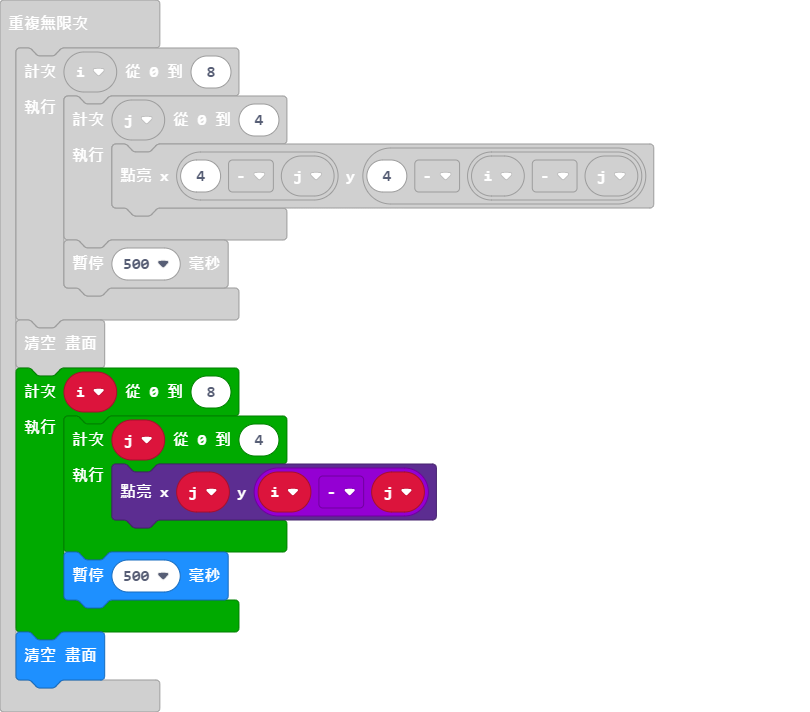 重複無限次
計次 i 從 0 到 8
執行
計次 j 從 0 到 4
執行
點亮 x 4 - j y 4 - i - j
暫停 500 毫秒
清空 畫面
計次 i 從 0 到 8
執行
計次 j 從 0 到 4
執行
點亮 x j y i - j
暫停 500 毫秒
清空 畫面